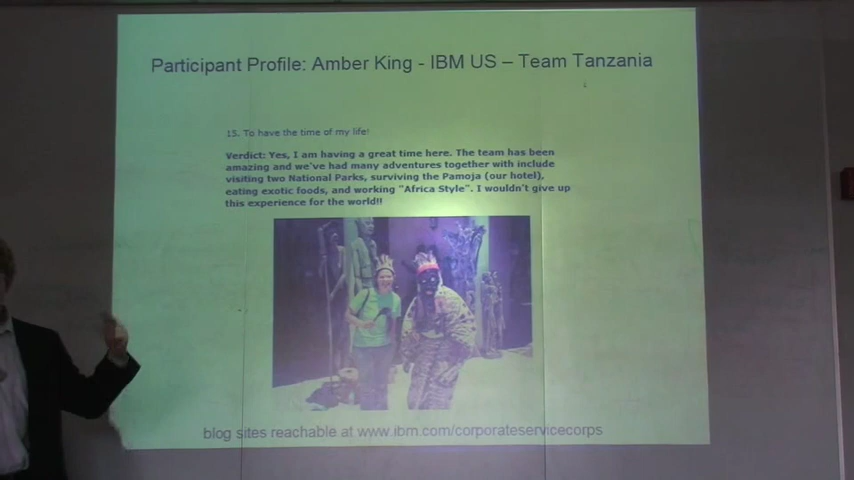 Participant Profile: Amber King - IBM US – Team Tanzania
15. To have the time of my life!
Verdict: Yes, I am having a great time here. The team has been
amazing and we've had many adventures together with include
visiting two National Parks, surviving the Pamoja (our hotel),
eating exotic foods, and working "Africa Style". I wouldn't give up
this experience for the world!!
blog sites reachable at www.ibm.com/corporateservicecorps